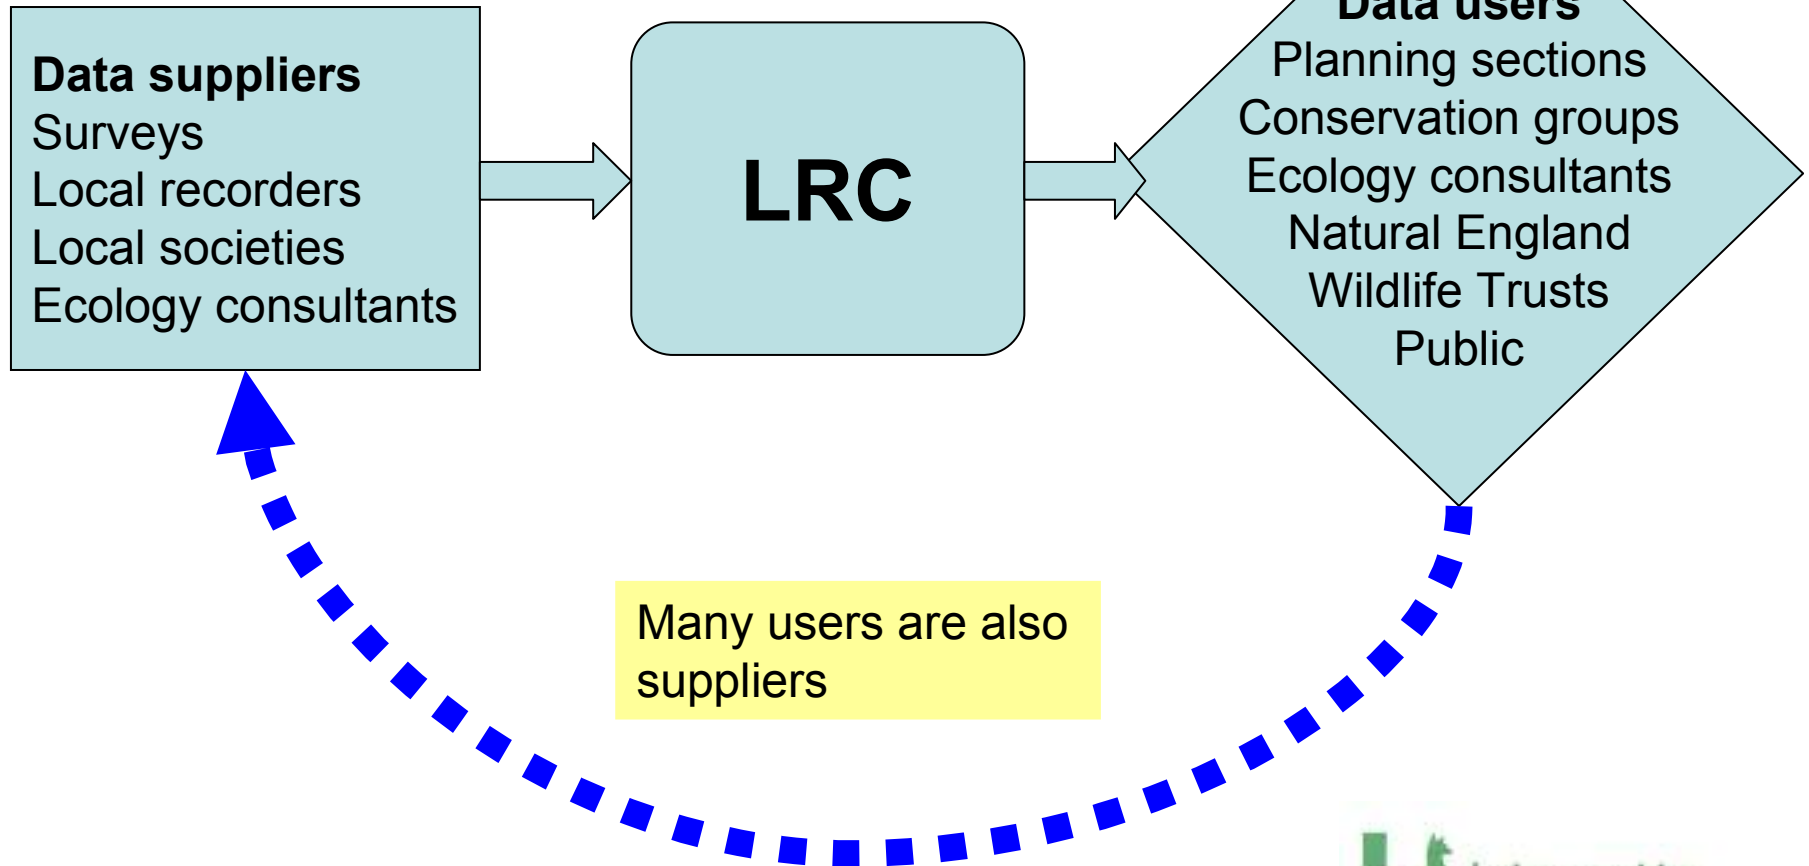 Data suppliers
Surveys
Local recorders
Local societies
Ecology consultants
LRC
Data users
Planning sections
Conservation groups
Ecology consultants
Natural England
Wildlife Trusts
Public
Many users are also
suppliers